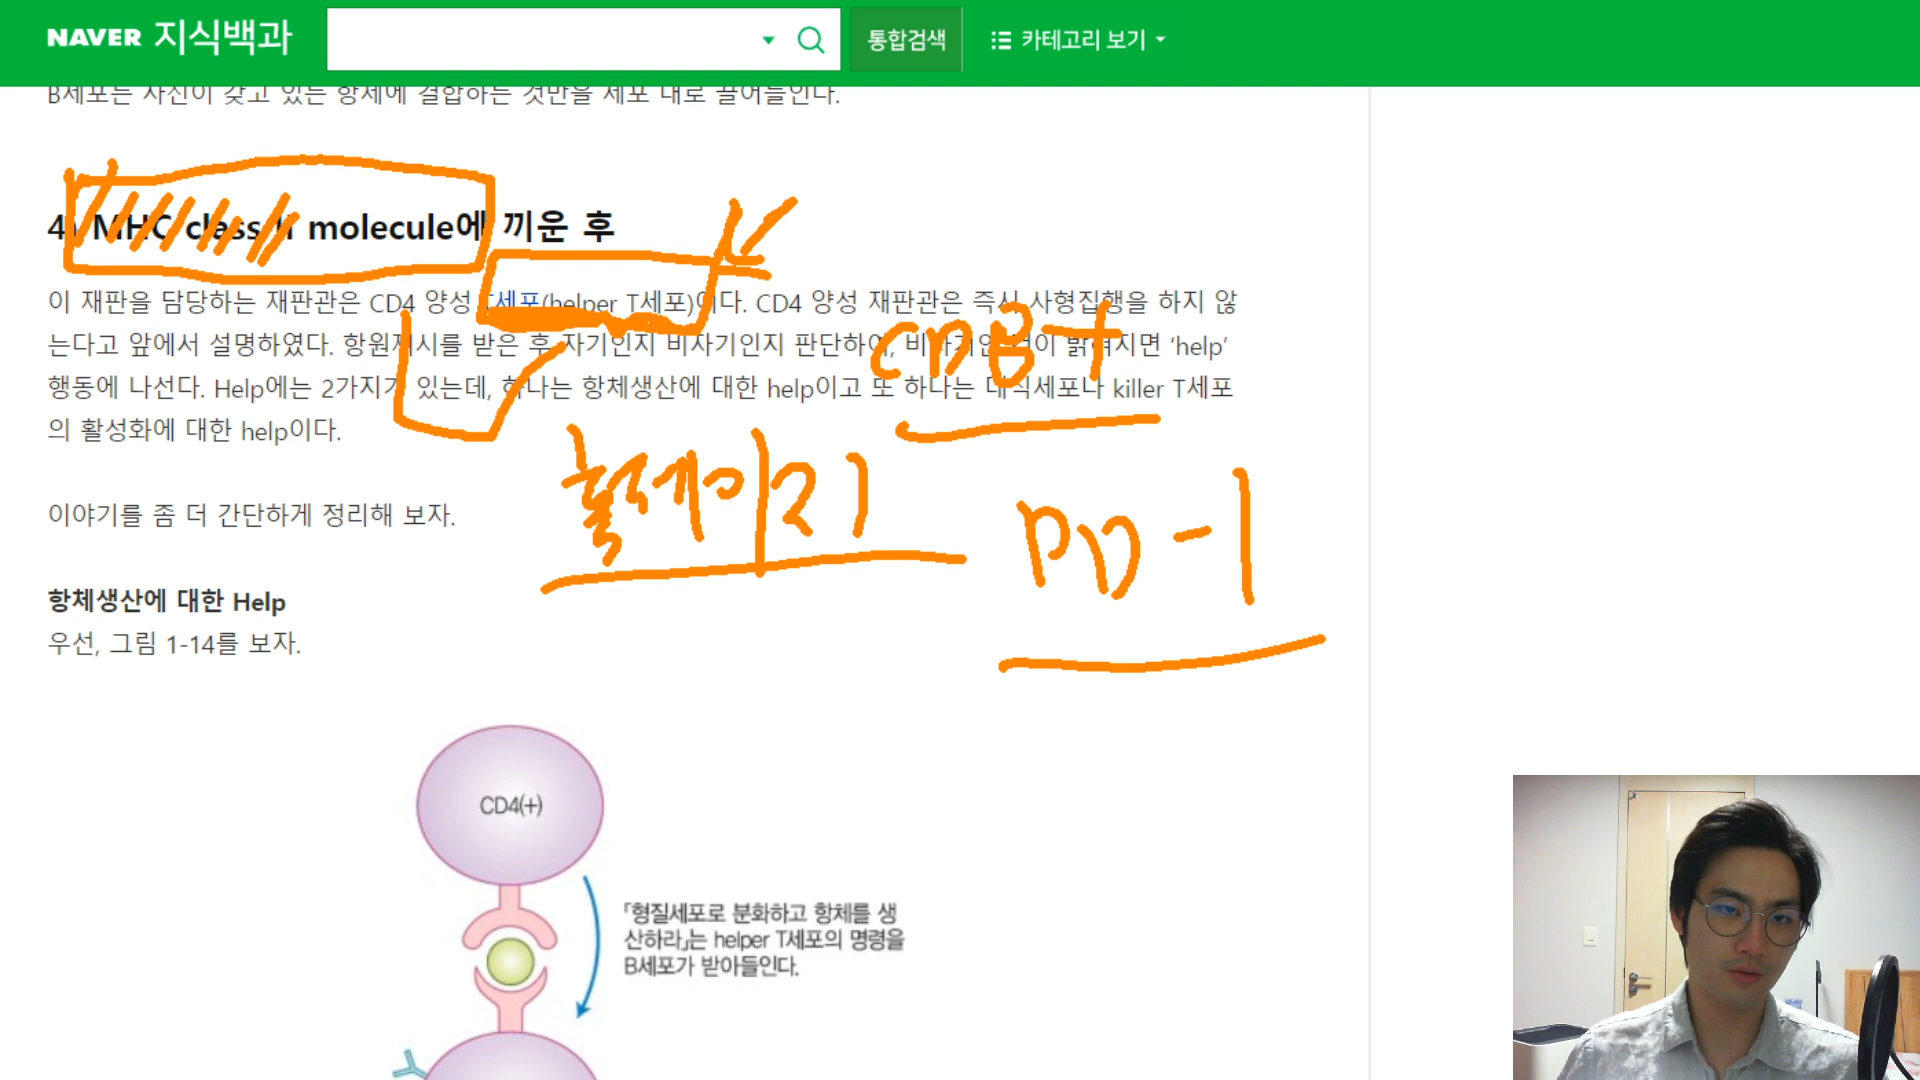 NAVER 지식백과
통합검색
카테고리 보기
B세포는 자신이 갖고 있는 항체에 결합하는 것만을 세포 내로 끌어들인다.
4) MHC class II molecule에 끼운 후
이 재판을 담당하는 재판관은 CD4 양성 T세포(helper T세포)이다. CD4 양성 재판관은 즉시 사형집행을 하지 않
는다고 앞에서 설명하였다. 항원제시를 받은 후 자기인지 비자기인지 판단하여, 비자기인 것이 밝혀지면 ‘help’
행동에 나선다. Help에는 2가지가 있는데, 하나는 항체생산에 대한 help이고 또 하나는 대식세포나 killer T세포
의 활성화에 대한 help이다.
CD8+
PD-1
이야기를 좀 더 간단하게 정리해 보자.
항체생산에 대한 Help
우선, 그림 1-14를 보자.
CD4(+)
「형질세포로 분화하고 항체를 생
산하라」는 helper T세포의 명령을
B세포가 받아들인다.